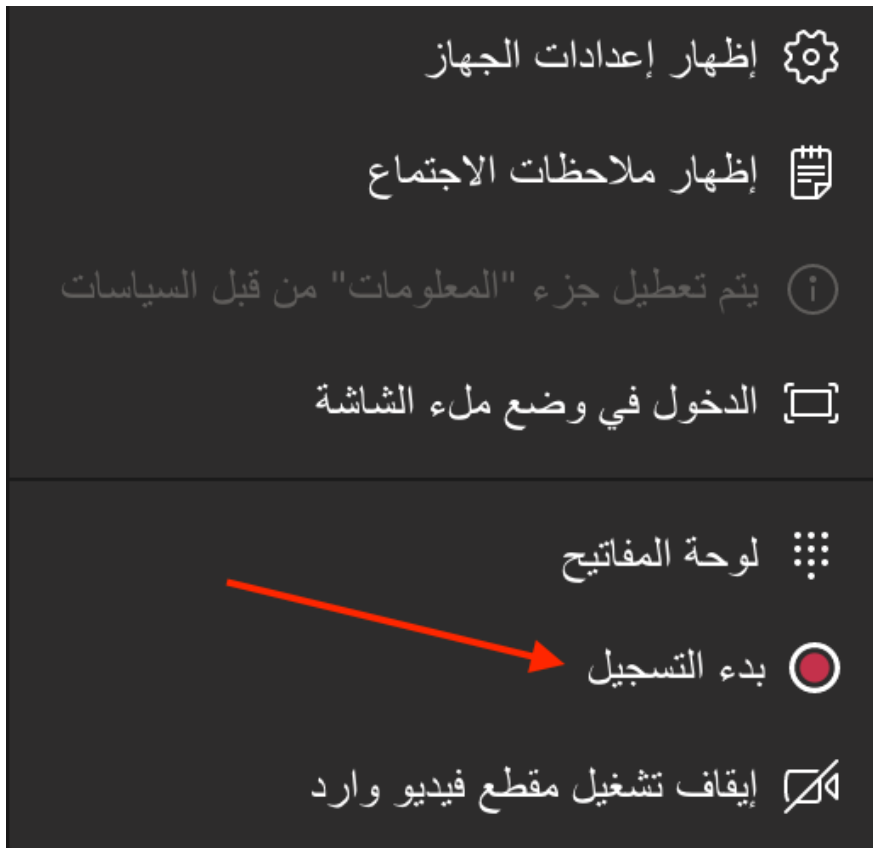 إظهار إعدادات الجهاز
إظهار ملاحظات الاجتماع
يتم تعطيل جزء "المعلومات" من قبل السياسات
الدخول في وضع ملء الشاشة
لوحة المفاتيح
بدء التسجيل
إيقاف تشغيل مقطع فيديو وارد